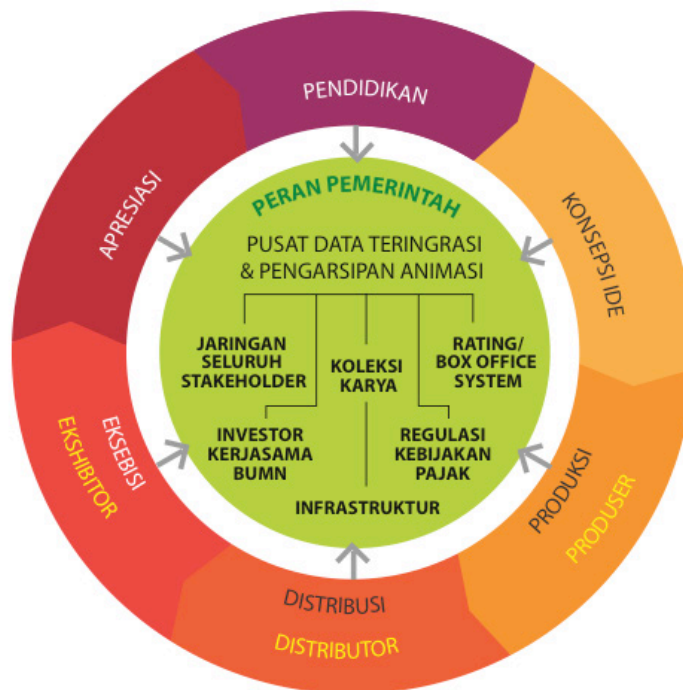 PENDIDIKAN
KONSEPSI IDE
PRODUKSI
PRODUSER
DISTRIBUSI
DISTRIBUTOR
EKSEBISI
EKSHIBITOR
APRESIASI
PERAN PEMERINTAH
PUSAT DATA TERINGRASI
& PENGARSIPAN ANIMASI
JARINGAN
SELURUH
STAKEHOLDER
KOLEKSI
KARYA
RATING/
BOX OFFICE
SYSTEM
INVESTOR
KERJASAMA
BUMN
REGULASI
KEBIJAKAN
PAJAK
INFRASTRUKTUR